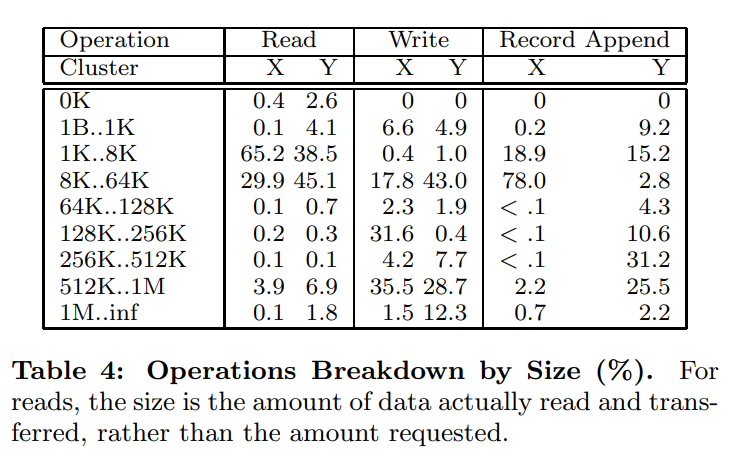 Operation Read Write Record Append
Cluster X Y X Y X Y
0K 0.4 2.6 0 0 0 0
1B..1K 0.1 4.1 6.6 4.9 0.2 9.2
1K..8K 65.2 38.5 0.4 1.0 18.9 15.2
8K..64K 29.9 45.1 17.8 43.0 78.0 2.8
64K..128K 0.1 0.7 2.3 1.9 < .1 4.3
128K..256K 0.2 0.3 31.6 0.4 < .1 10.6
256K..512K 0.1 0.1 4.2 7.7 < .1 31.2
512K..1M 3.9 6.9 35.5 28.7 2.2 25.5
1M..inf 0.1 1.8 1.5 12.3 0.7 2.2
Table 4: Operations Breakdown by Size (%). For
reads, the size is the amount of data actually read and trans-
ferred, rather than the amount requested.